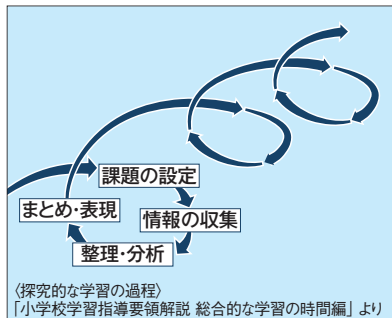 課題の設定
まとめ・表現
情報の収集
整理・分析
〈探究的な学習の過程〉
「小学校学習指導要領解説 総合的な学習の時間編」より